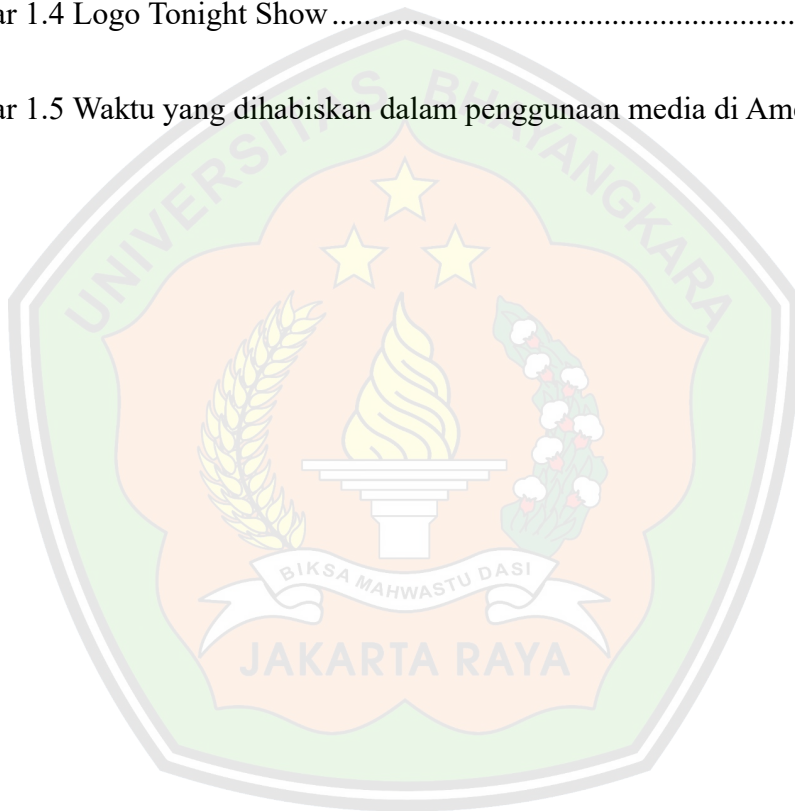 ar 1.4 Logo Tonight Show........................................................
ar 1.5 Waktu yang dihabiskan dalam penggunaan media di Am
UNIVERSITAS BHAYANGKARA
BIKSA MAHWASTU DASI
JAKARTA RAYA